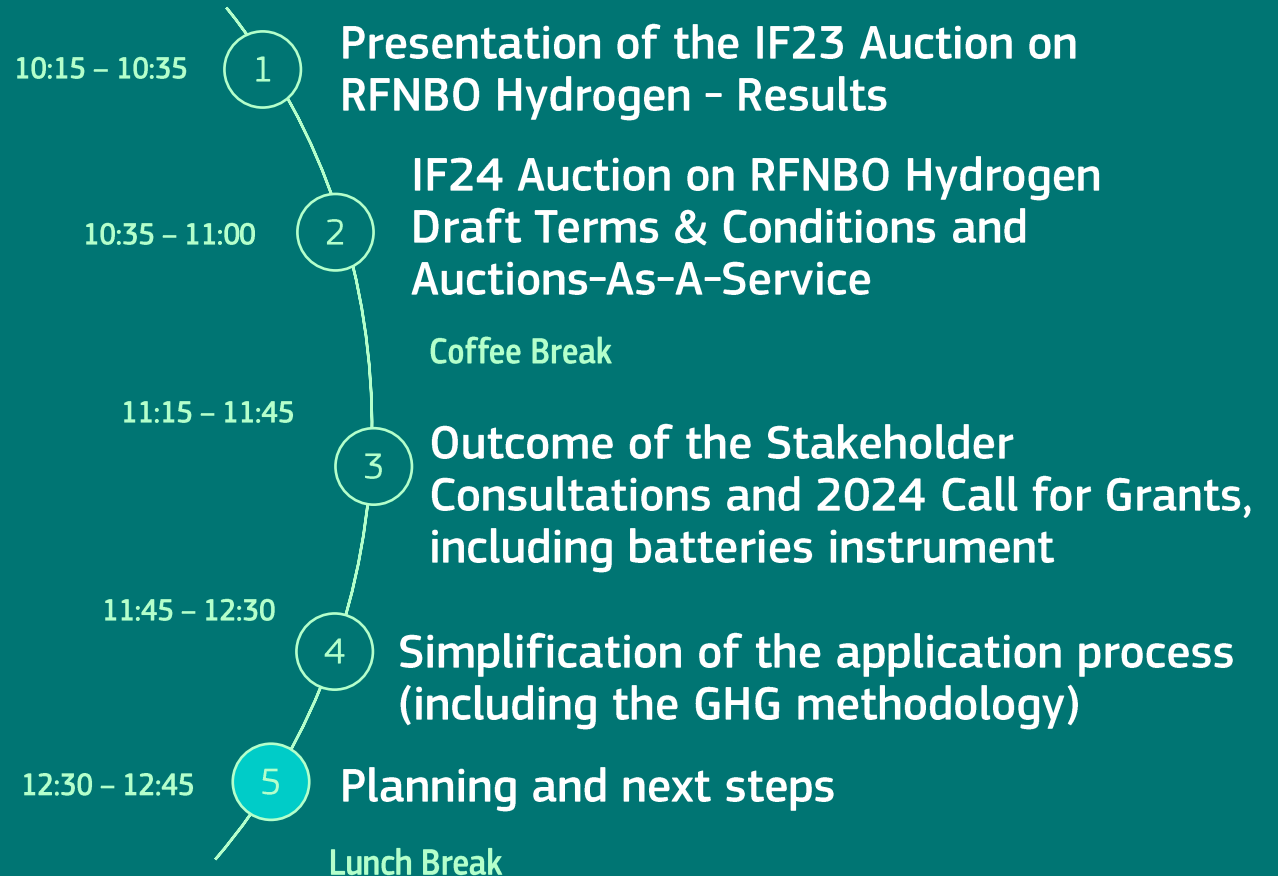 10:15 – 10:35
1
Presentation of the IF23 Auction on
RFNBO Hydrogen - Results
10:35 – 11:00
2
IF24 Auction on RFNBO Hydrogen
Draft Terms & Conditions and
Auctions-As-A-Service
Coffee Break
11:15 – 11:45
3
Outcome of the Stakeholder
Consultations and 2024 Call for Grants,
including batteries instrument
11:45 – 12:30
4
Simplification of the application process
(including the GHG methodology)
12:30 – 12:45
5
Planning and next steps
Lunch Break